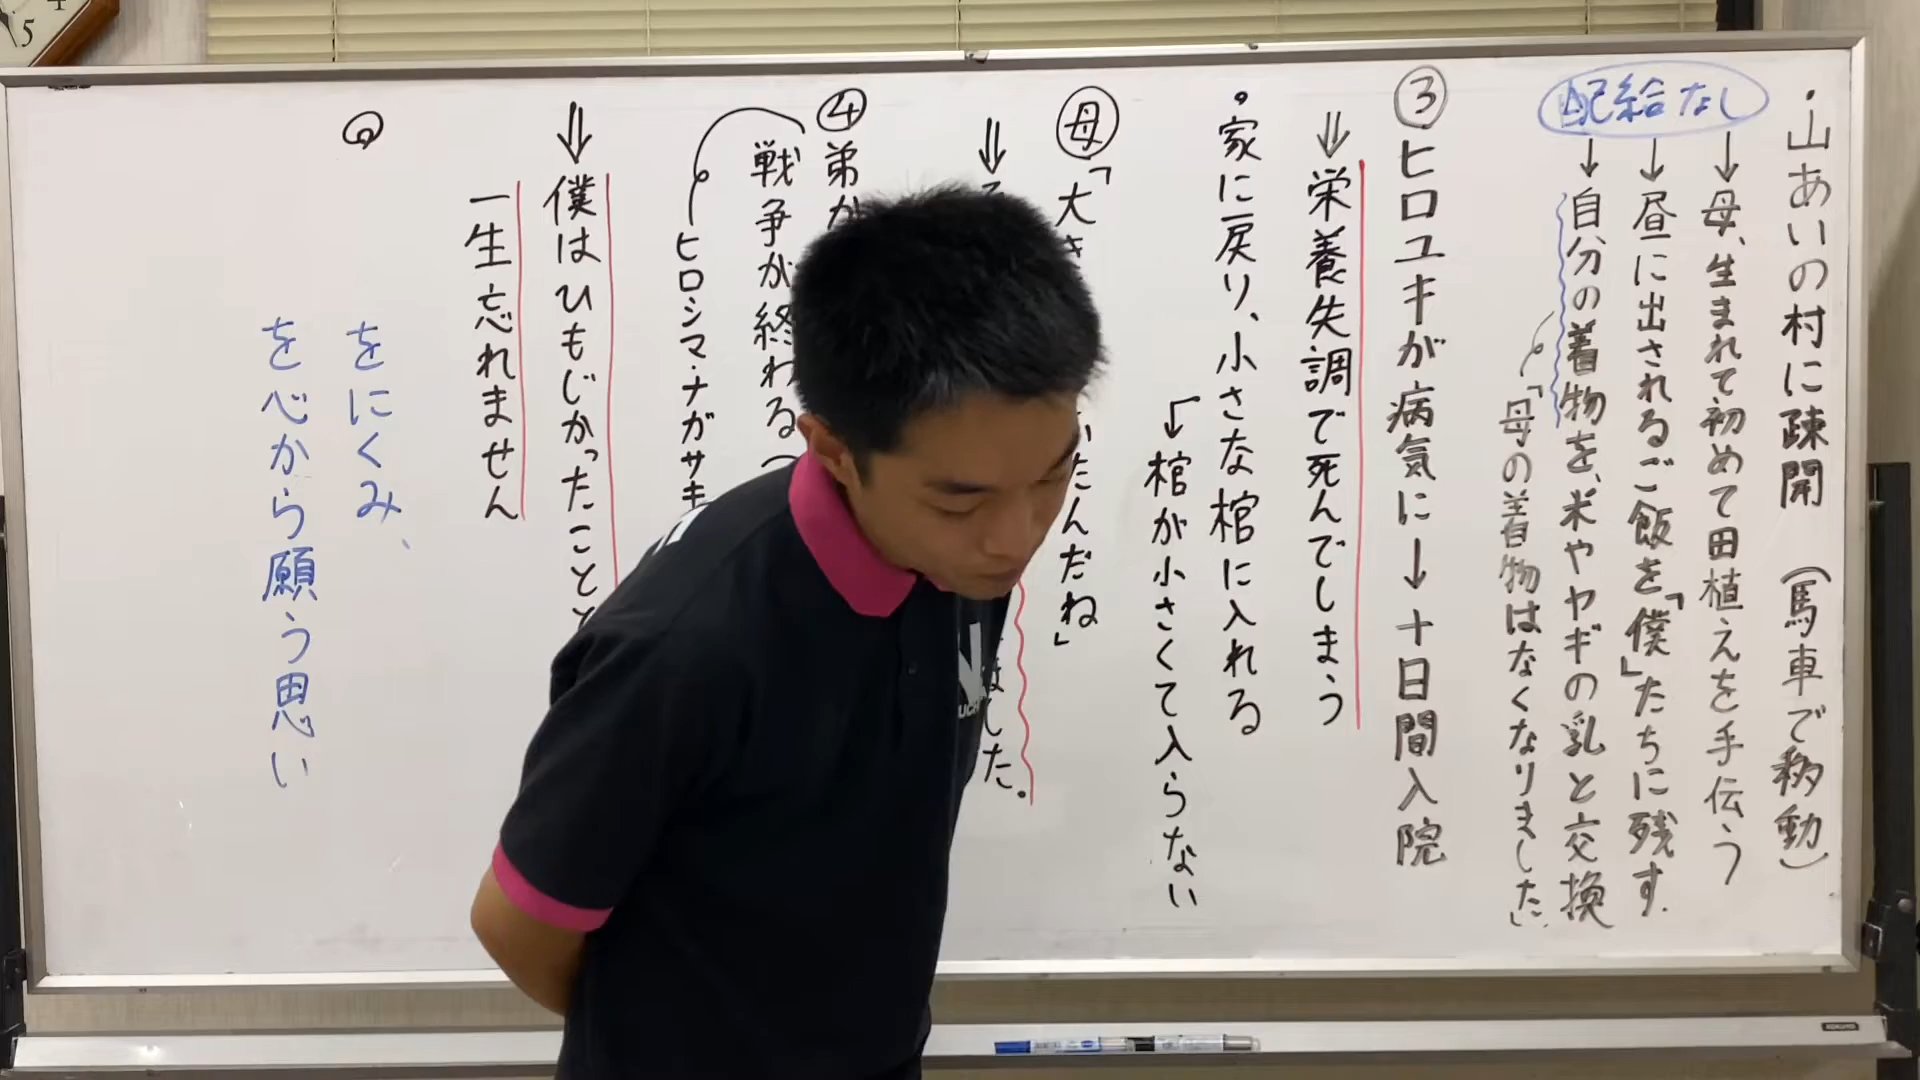 ・山あいの村に疎開(馬車で移動)
配給なし
↓母、生まれて初めて田植えを手伝う
↓昼に出されるご飯を「僕」たちに残す.
↓自分の着物を、米ややギの乳と交換
「母の着物はなくなりました」.
③ヒロユキが病気に→十日間入院
⇒栄養失調で死んでしまう
・家に戻り、小さな棺に入れる
棺が小さくて入らない
母「大き たんだね」
⇒ した.
④弟が
戦争が終わる(
ヒロシマ・ナガサキ
⇒僕はひもじかったことと
一生忘れません
をにくみ、
を心から願う思い
KOKUYO
5
4